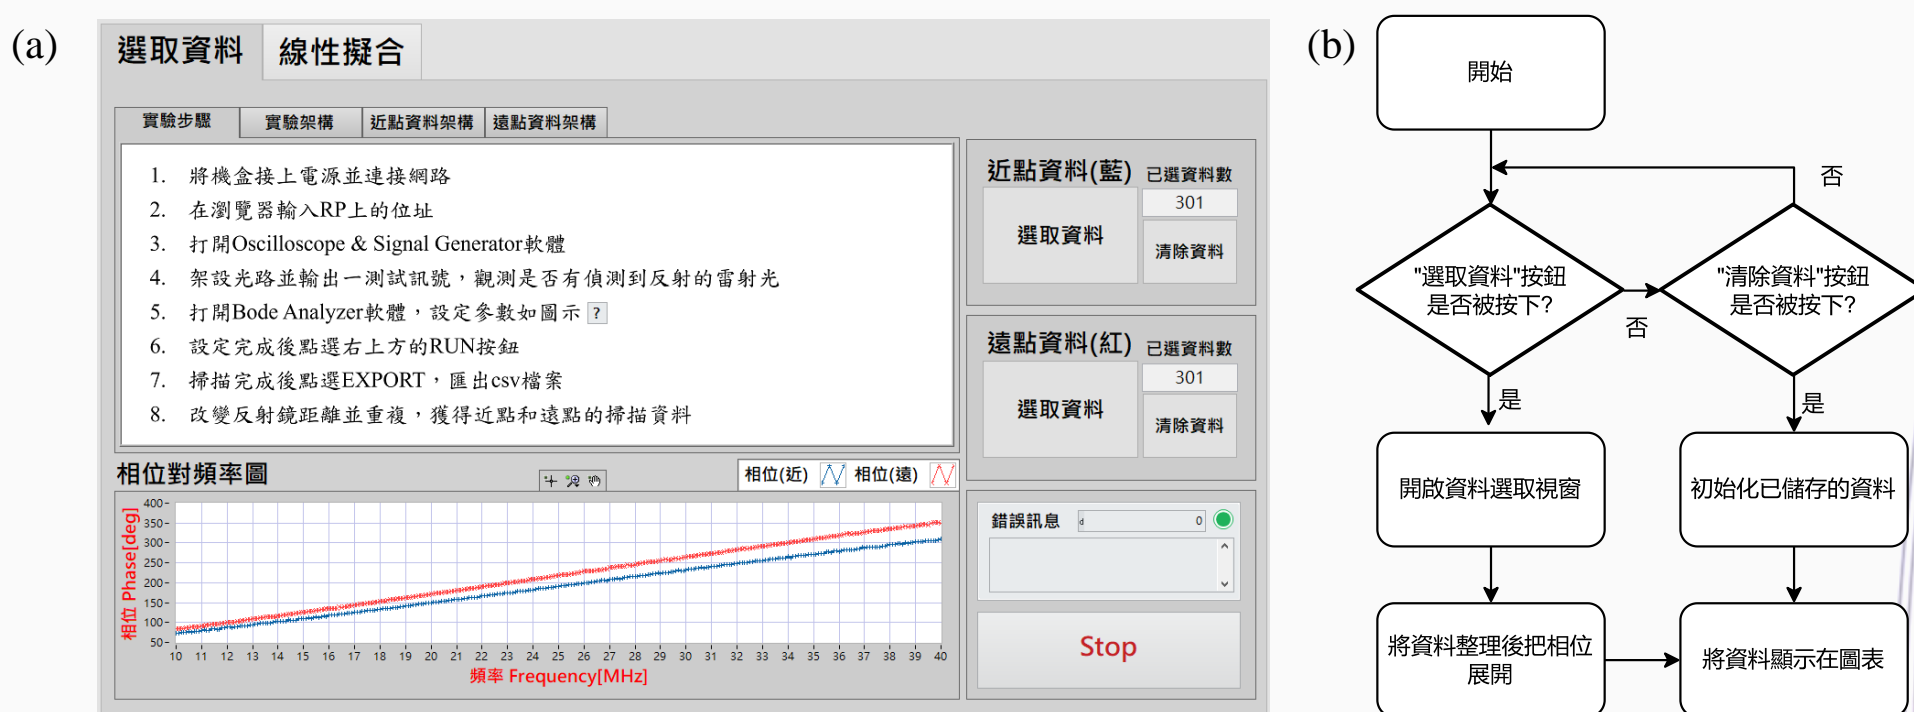 (a)
選取資料
線性擬合
實驗步驟
實驗架構
近點資料架構
遠點資料架構
1. 將機盒接上電源並連接網路
2. 在瀏覽器輸入RP上的位址
3. 打開Oscilloscope & Signal Generator軟體
4. 架設光路並輸出一測試訊號，觀測是否有偵測到反射的雷射光
5. 打開Bode Analyzer軟體，設定參數如圖示 ?
6. 設定完成後點選右上方的RUN按鈕
7. 掃描完成後點選EXPORT，匯出csv檔案
8. 改變反射鏡距離並重複，獲得近點和遠點的掃描資料
近點資料(藍)
已選資料數
301
選取資料
清除資料
遠點資料(紅)
已選資料數
301
選取資料
清除資料
相位對頻率圖
相位(近)
相位(遠)
相位 Phase[deg]
400
350
300
250
200
150
100
50
10 11 12 13 14 15 16 17 18 19 20 21 22 23 24 25 26 27 28 29 30 31 32 33 34 35 36 37 38 39 40
頻率 Frequency[MHz]
錯誤訊息
d
0
Stop
(b)
開始
否
"選取資料"按鈕
是否被按下?
否
"清除資料"按鈕
是否被按下?
是
是
開啟資料選取視窗
初始化已儲存的資料
將資料整理後把相位
展開
將資料顯示在圖表